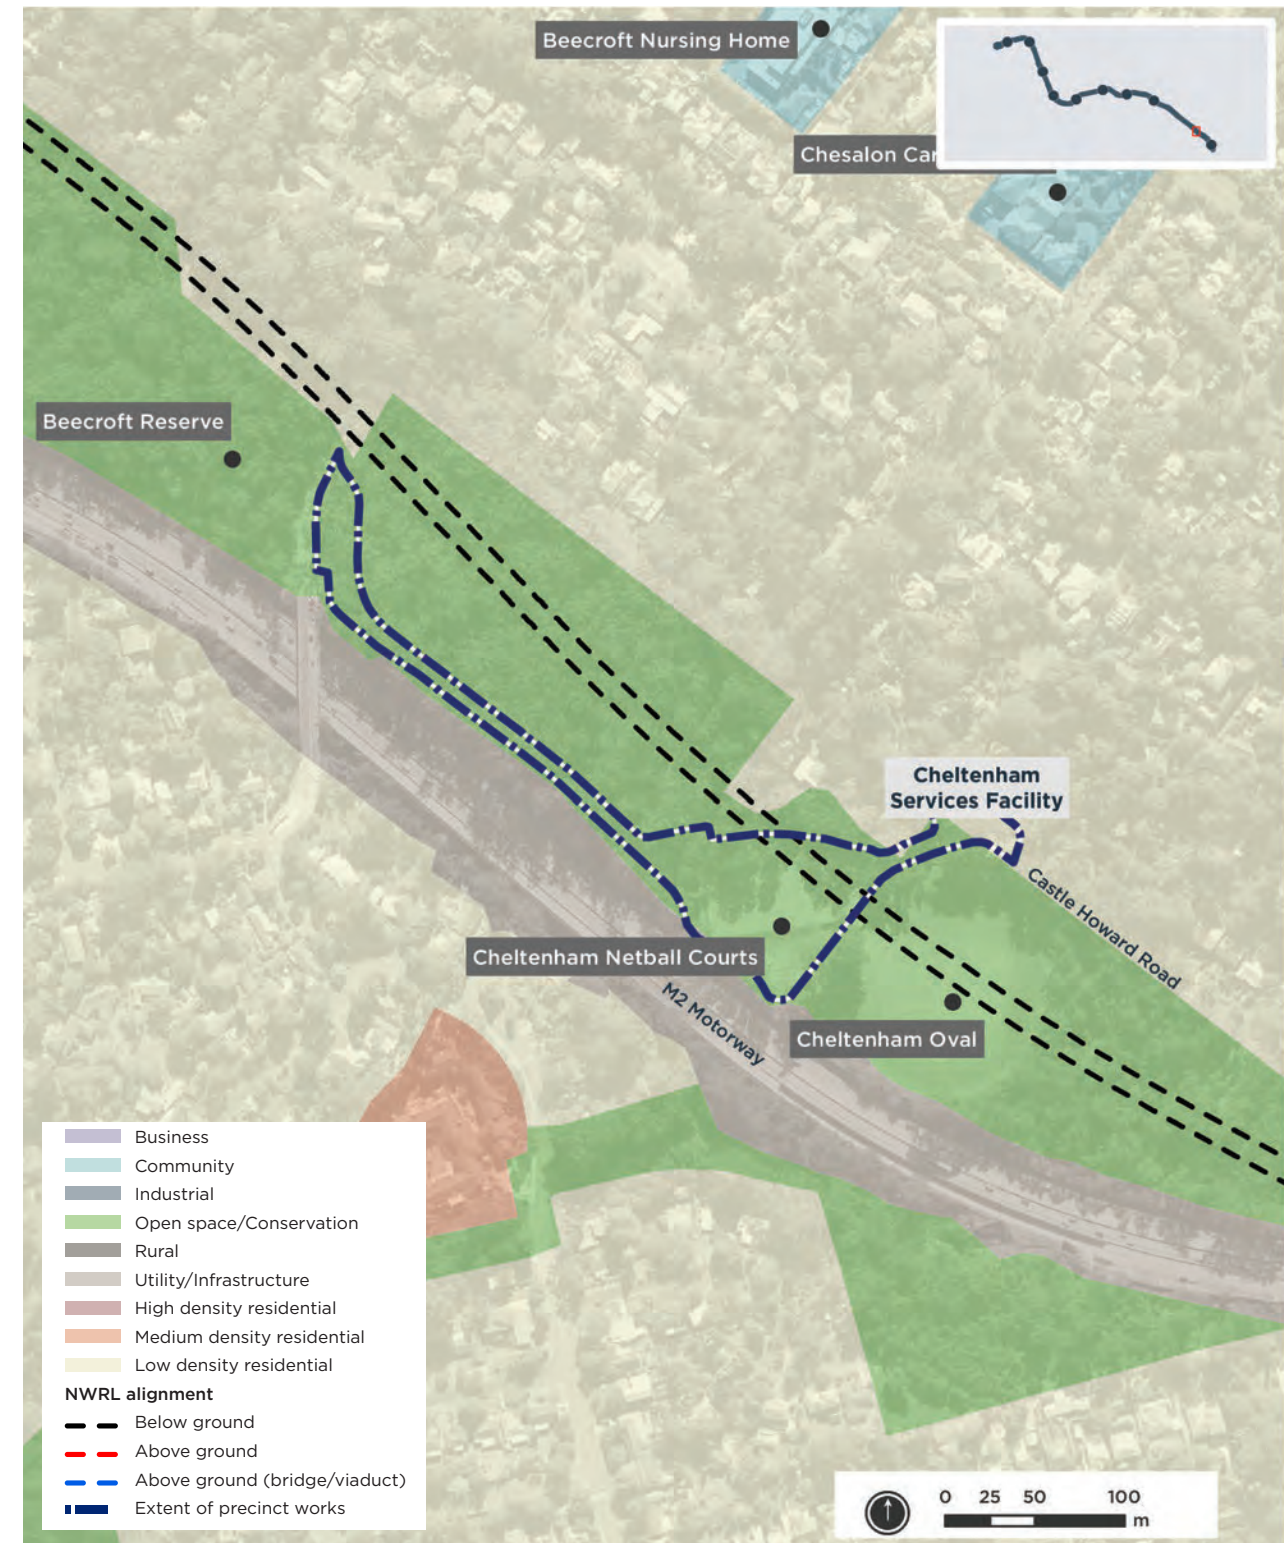 Beecroft Nursing Home
Chesalon Car
Beecroft Reserve
Cheltenham
Services Facility
Castle Howard Road
Cheltenham Netball Courts
M2 Motorway
Cheltenham Oval
Business
Community
Industrial
Open space/Conservation
Rural
Utility/Infrastructure
High density residential
Medium density residential
Low density residential
NWRL alignment
Below ground
Above ground
Above ground (bridge/viaduct)
Extent of precinct works
0 25 50 100
m